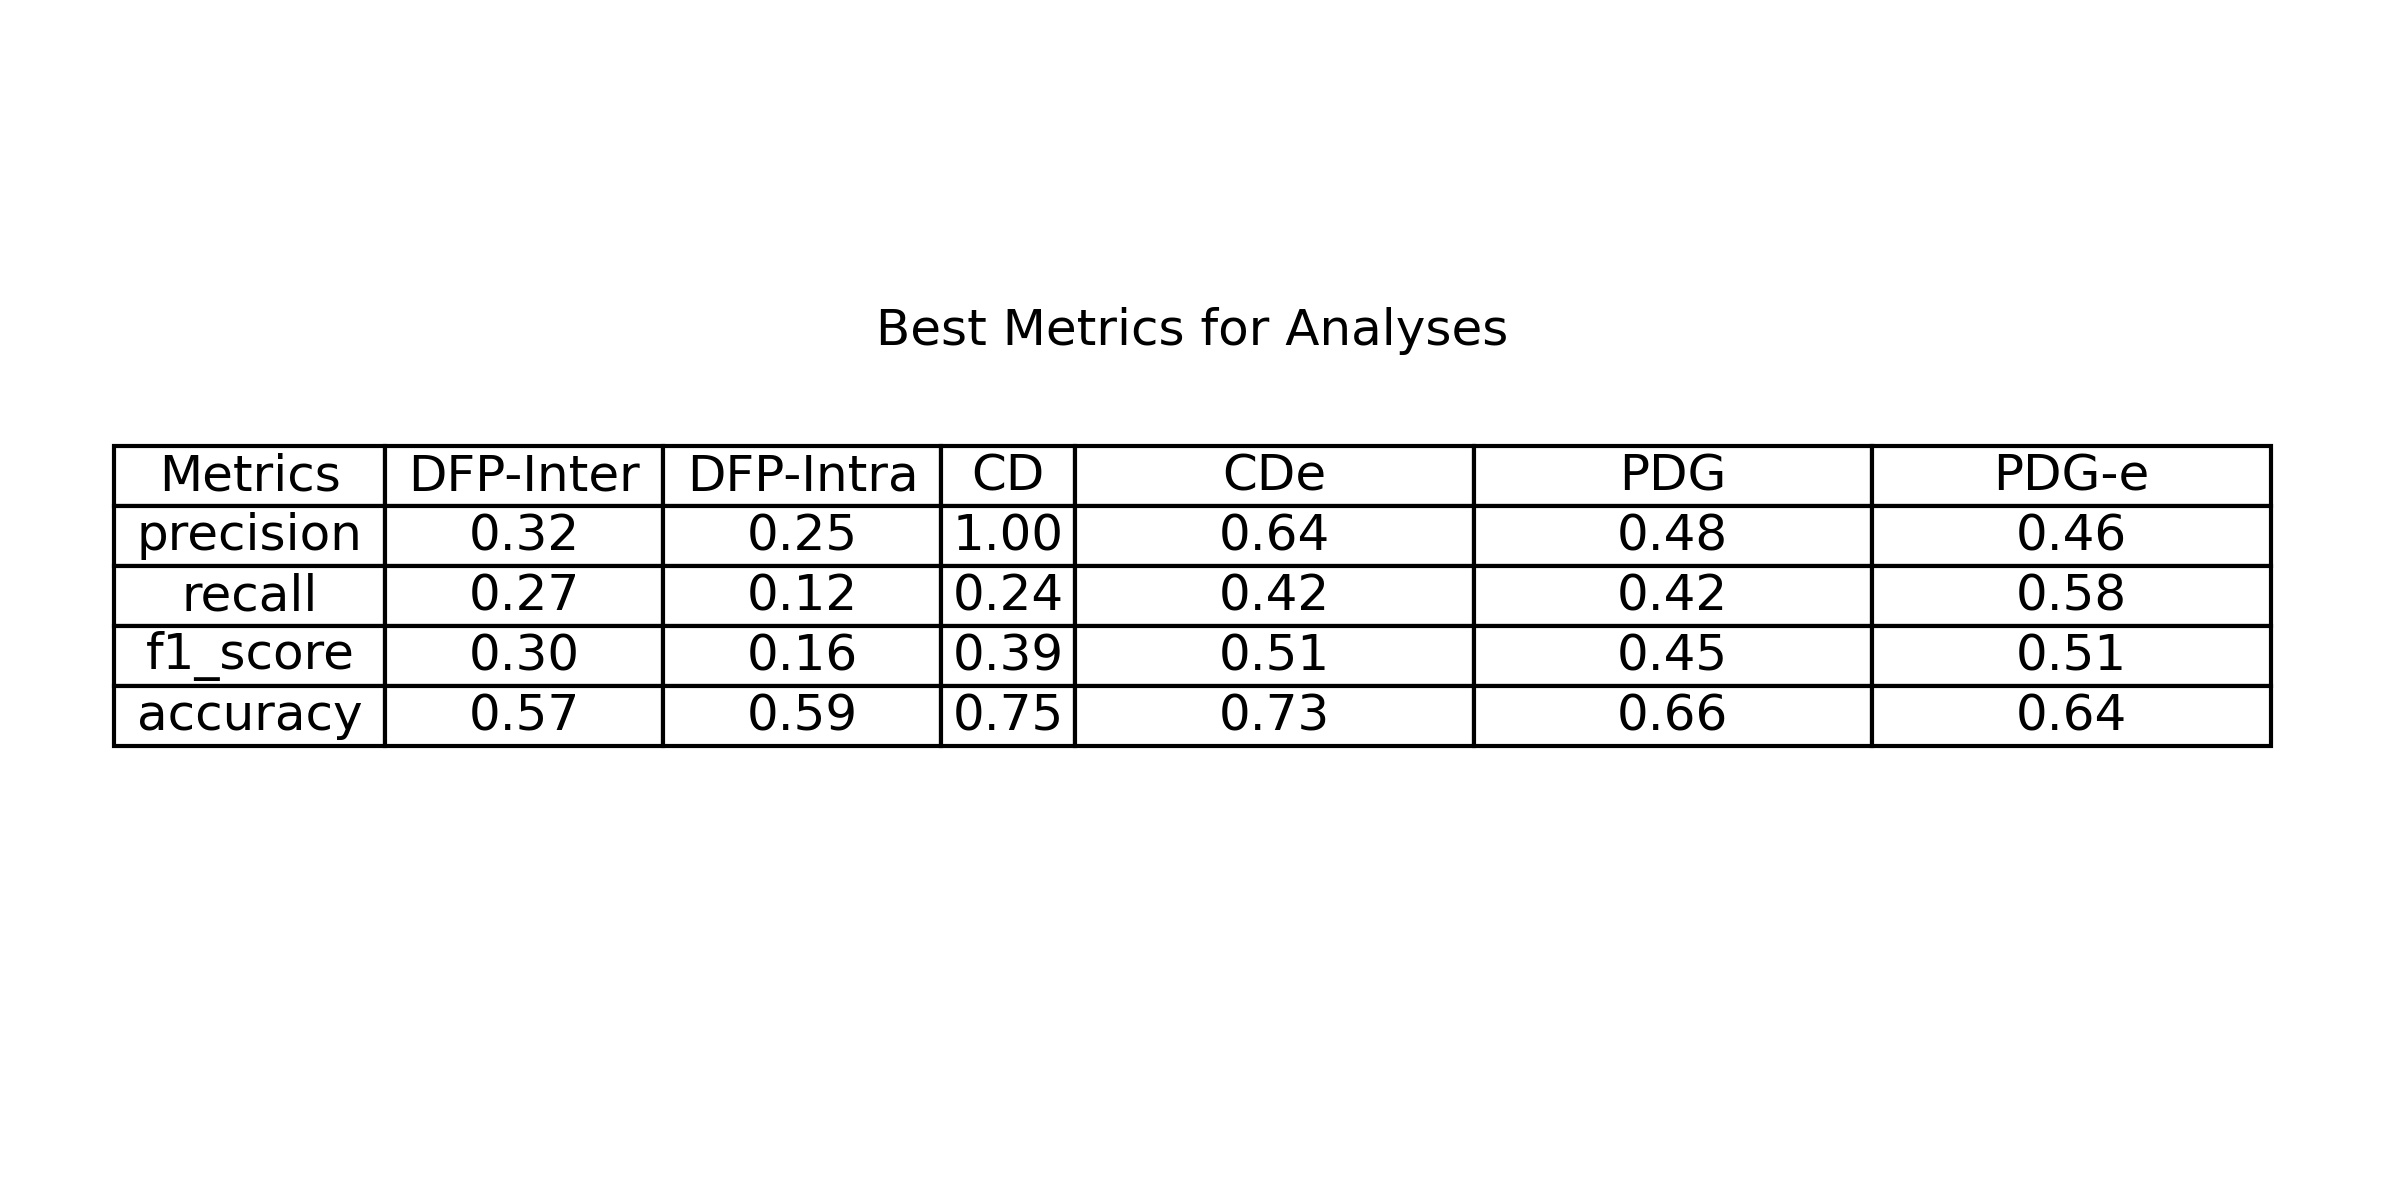 Best Metrics for Analyses
Metrics DFP-Inter DFP-Intra CD CDe PDG PDG-e
precision 0.32 0.25 1.00 0.64 0.48 0.46
recall 0.27 0.12 0.24 0.42 0.42 0.58
f1_score 0.30 0.16 0.39 0.51 0.45 0.51
accuracy 0.57 0.59 0.75 0.73 0.66 0.64